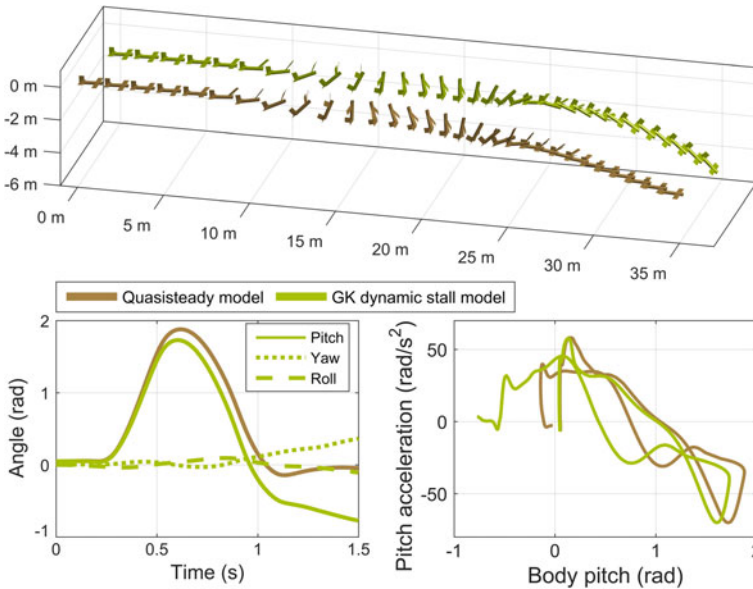 0 m
-2 m
-4 m
-6 m
0 m
5 m
10 m
15 m
20 m
25 m
30 m
35 m
Quasisteady model
GK dynamic stall model
2
1
0
-1
Angle (rad)
Pitch
Yaw
Roll
0
0.5
1
1.5
Time (s)
50
0
-50
Pitch acceleration (rad/s²)
-1
0
1
Body pitch (rad)